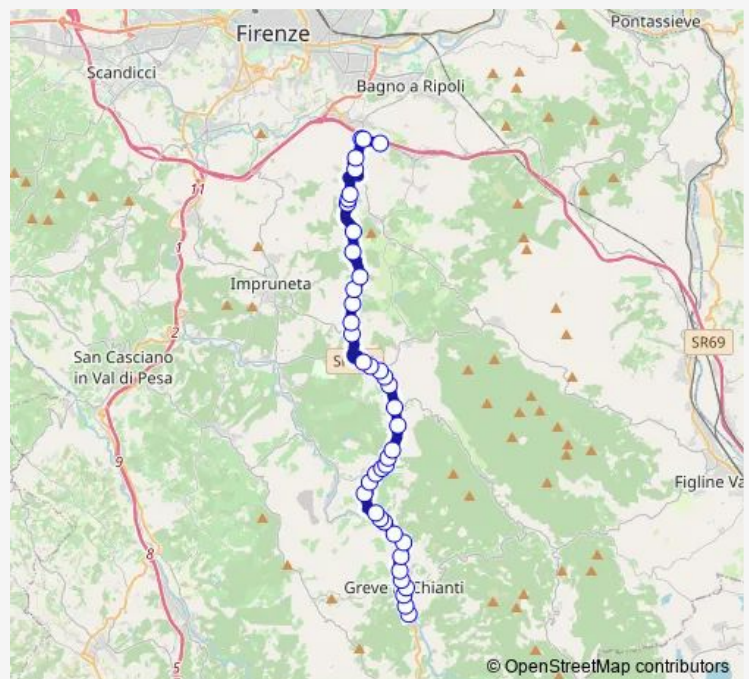 Pontassieve
Firenze
Scandicci
Bagno a Ripoli
11
1
Impruneta
2
SR69
San Casciano
in Val di Pesa
9
Figline Va
8
Greve Chianti
5
© OpenStreetMap contributors